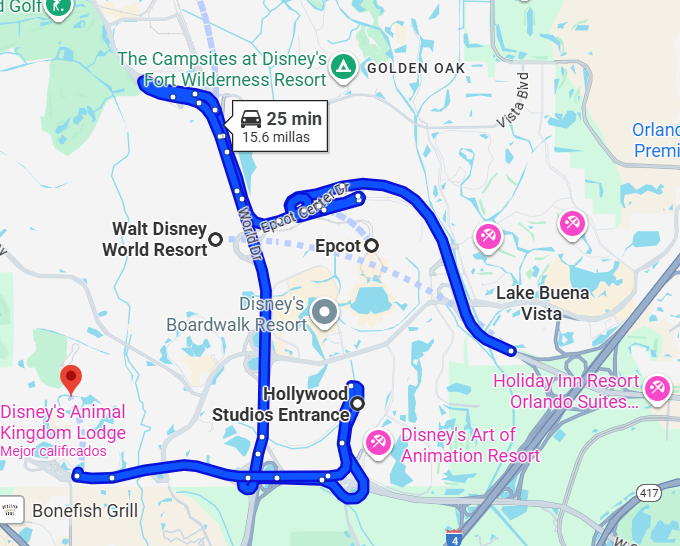 d Golf
The Campsites at Disney's
Fort Wilderness Resort
GOLDEN OAK
Vista Blvd
25 min
15.6 millas
Orland
Premi
Epcot Center Dr
World Dr
Walt Disney
World Resort
Epcot
Disney's
Boardwalk Resort
Lake Buena
Vista
Hollywood
Studios Entrance
Holiday Inn Resort
Orlando Suites...
Disney's Animal
Kingdom Lodge
Mejor calificados
Disney's Art of
Animation Resort
Bonefish Grill
417
4